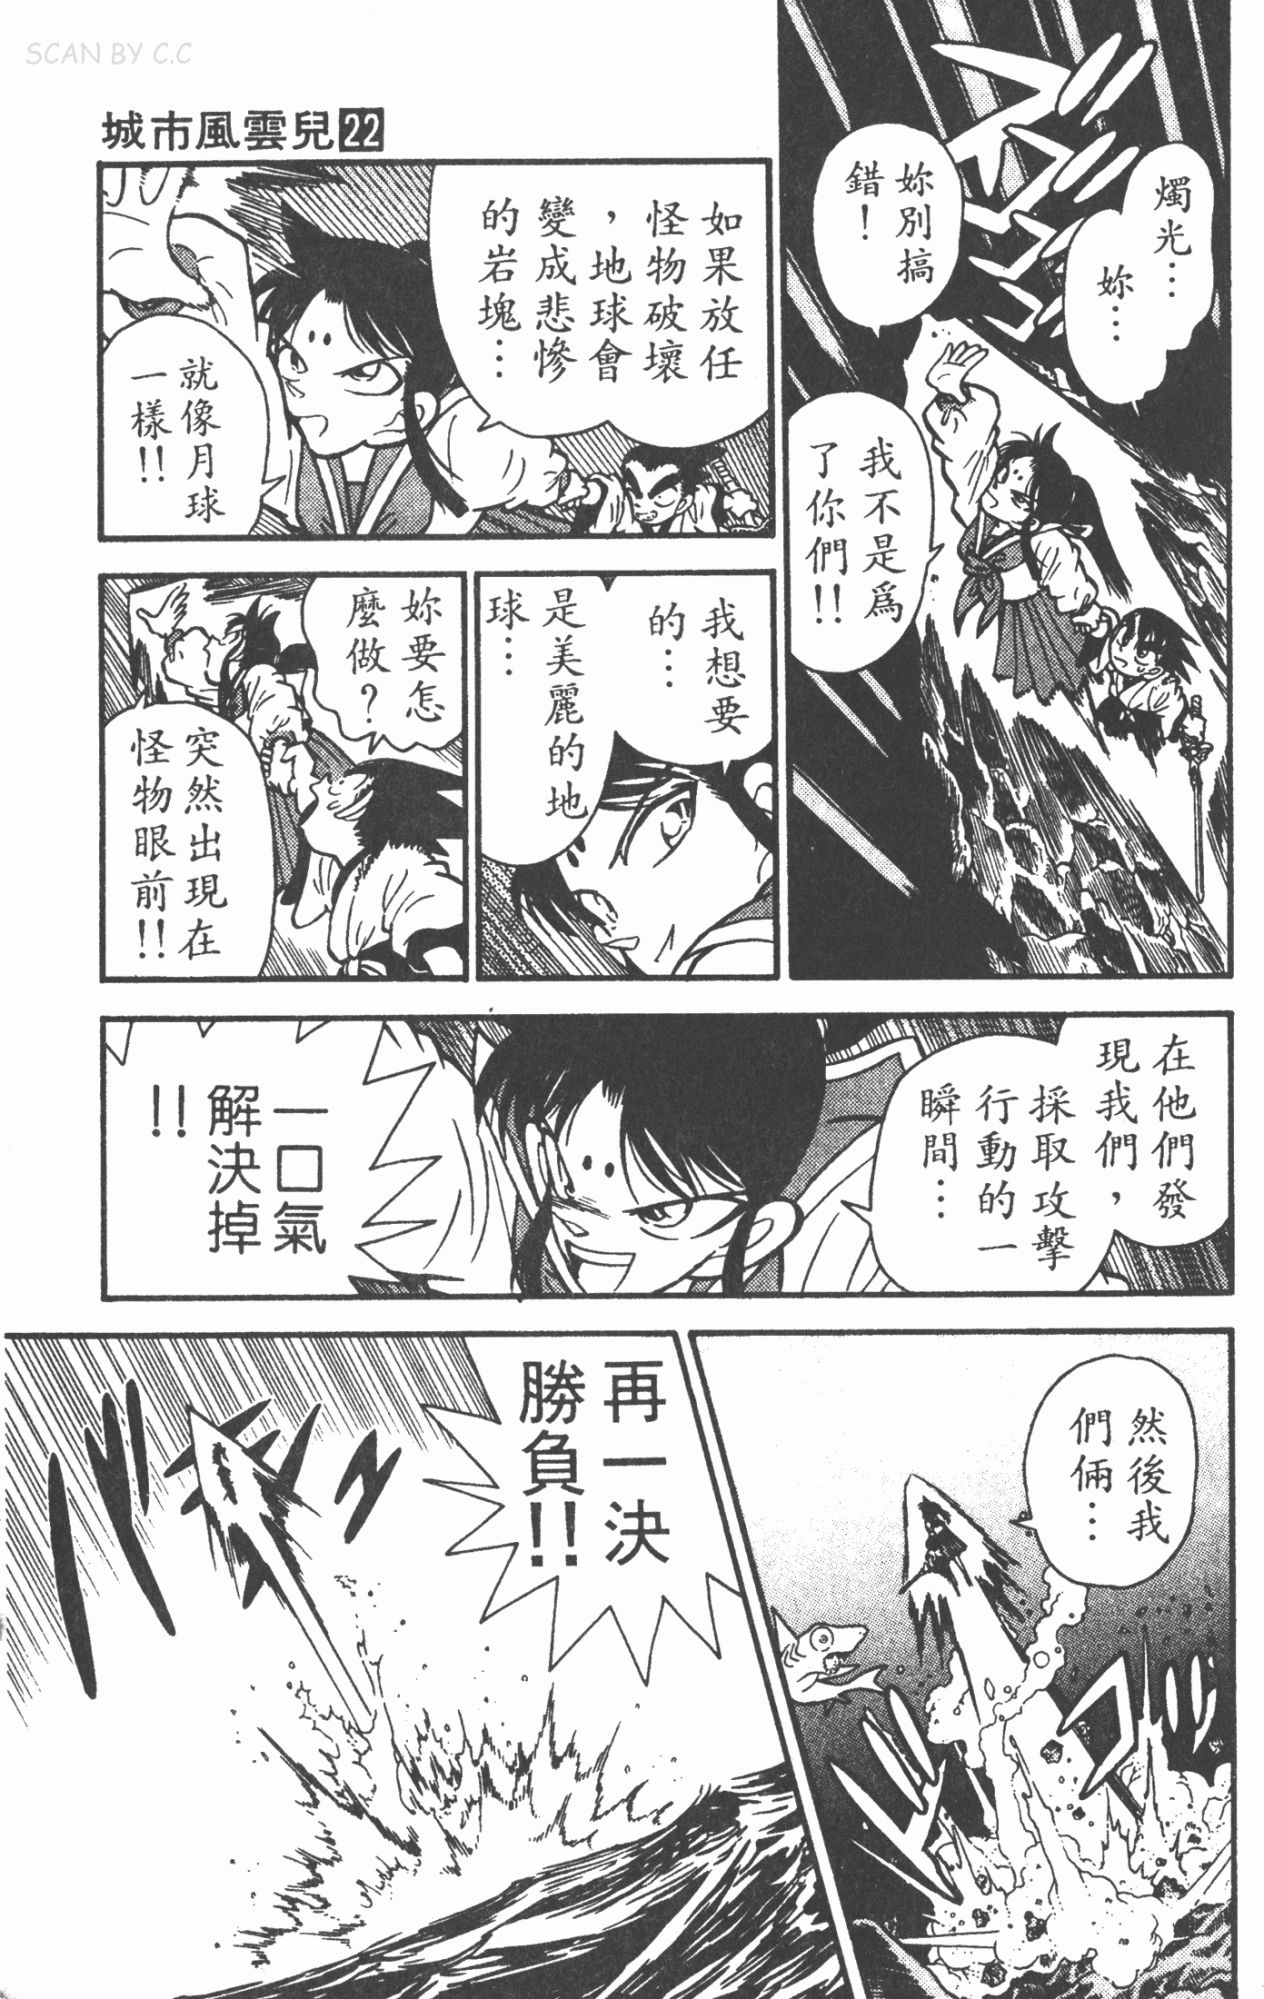 SCAN BY C.C
城市風雲兒22
燭光…
妳…
妳別搞
錯！
我不是為
了你們!!
如果放任
怪物破壞
，地球會
變成悲慘
的岩塊…
就像月球
一樣!!
我想要
的…
是美麗的地
球…
妳要怎
麼做？
突然出現在
怪物眼前!!
在他們發
現我們，
採取攻擊
行動的一
瞬間…
一口氣
解決掉
!!
然後我
們倆…
再一決
勝負!!